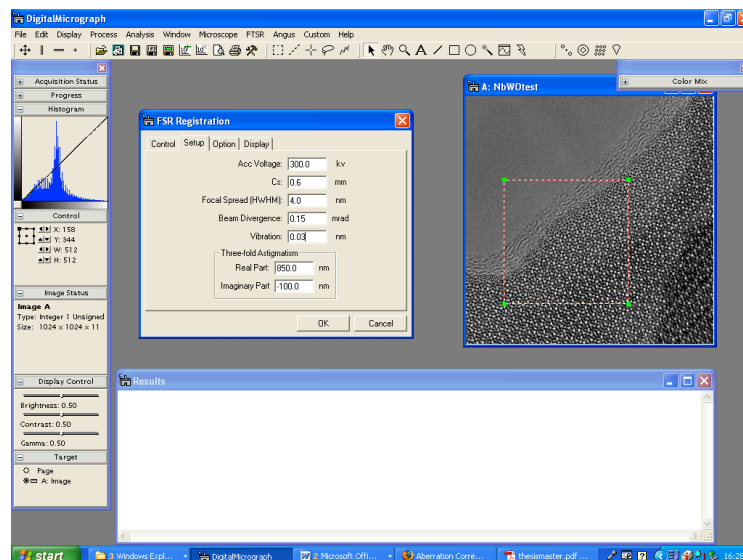 DigitalMicrograph
File Edit Display Process Analysis Window Microscope FTSR Angus Custom Help
Acquisition Status
Progress
Histogram
Control
X: 158
Y: 344
W: 512
H: 512
Image Status
Image A
Type: Integer 1 Unsigned
Size: 1024 x 1024 x 11
Display Control
Brightness: 0.50
Contrast: 0.50
Gamma: 0.50
Target
Page
A: Image
FSR Registration
Control Setup Option Display
Acc Voltage: 300.0 kv
Cs: 0.6 mm
Focal Spread (HWHM): 4.0 nm
Beam Divergence: 0.15 mrad
Vibration: 0.03 nm
Three-fold Astigmatism
Real Part: 850.0 nm
Imaginary Part -100.0 nm
OK Cancel
A: NbWOtest
Color Mix
Results
start 3 Windows Expl... DigitalMicrograph 2 Microsoft Offi... Aberration Corre... thesismaster.pdf ... 16:28